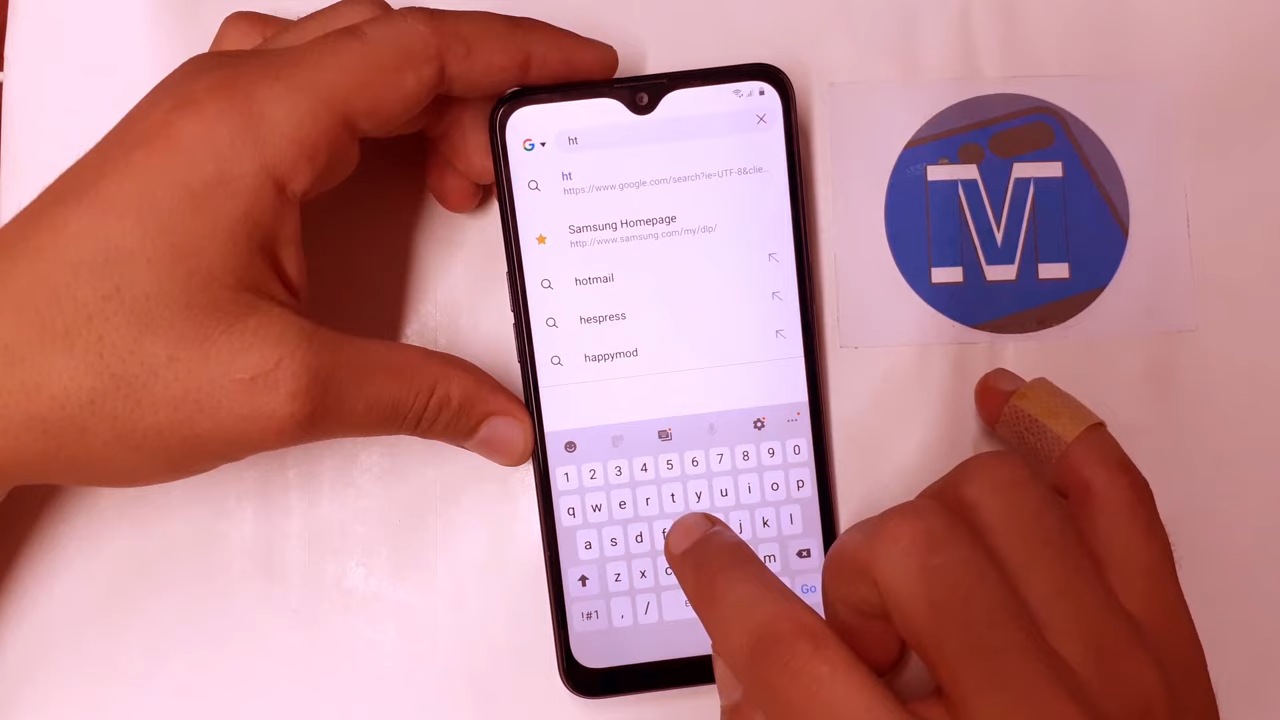 G ht
ht
https://www.google.com/search?ie=UTF-8&clie...
Samsung Homepage
http://www.samsung.com/my/dlp/
hotmail
hespress
happymod
1 2 3 4 5 6 7 8 9 0
q w e r t y u i o p
a s d f j k l
z x c m
!#1 , / Go
M